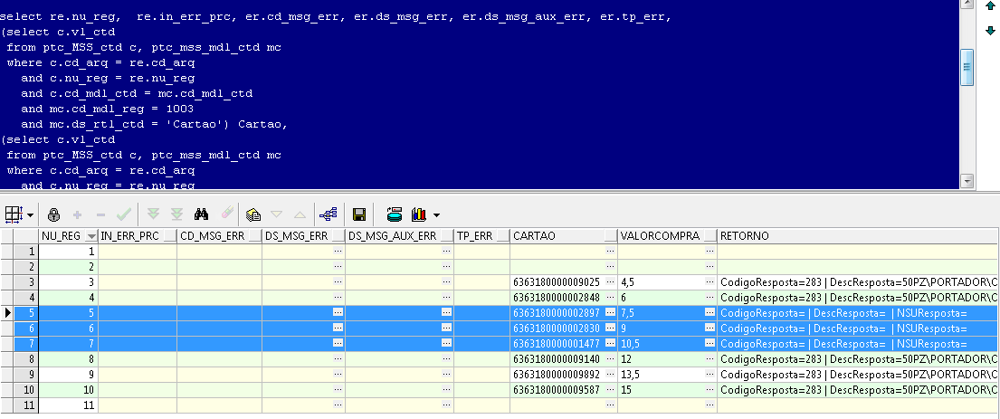 select re.nu_reg,  re.in_err_prc, er.cd_msg_err, er.ds_msg_err, er.ds_msg_aux_err, er.tp_err,
(select c.vl_ctd
 from ptc_MSS_ctd c, ptc_mss_mdl_ctd mc
 where c.cd_arq = re.cd_arq
   and c.nu_reg = re.nu_reg
   and c.cd_mdl_ctd = mc.cd_mdl_ctd
   and mc.cd_mdl_reg = 1003
   and mc.ds_rtl_ctd = 'Cartao') Cartao,
(select c.vl_ctd
 from ptc_MSS_ctd c, ptc_mss_mdl_ctd mc
 where c.cd_arq = re.cd_arq
   and c.nu_reg = re.nu_reg
NU_REG IN_ERR_PRC CD_MSG_ERR DS_MSG_ERR DS_MSG_AUX_ERR TP_ERR CARTAO VALORCOMPRA RETORNO
1 1
2 2
3 3 6363180000009025 4,5 CodigoResposta=283 | DescResposta=50PZ\PORTADOR\C
4 4 6363180000002848 6 CodigoResposta=283 | DescResposta=50PZ\PORTADOR\C
5 5 6363180000002897 7,5 CodigoResposta= | DescResposta= | NSUResposta=
6 6 6363180000002830 9 CodigoResposta= | DescResposta= | NSUResposta=
7 7 6363180000001477 10,5 CodigoResposta= | DescResposta= | NSUResposta=
8 8 6363180000009140 12 CodigoResposta=283 | DescResposta=50PZ\PORTADOR\C
9 9 6363180000009892 13,5 CodigoResposta=283 | DescResposta=50PZ\PORTADOR\C
10 10 6363180000009587 15 CodigoResposta=283 | DescResposta=50PZ\PORTADOR\C
11 11